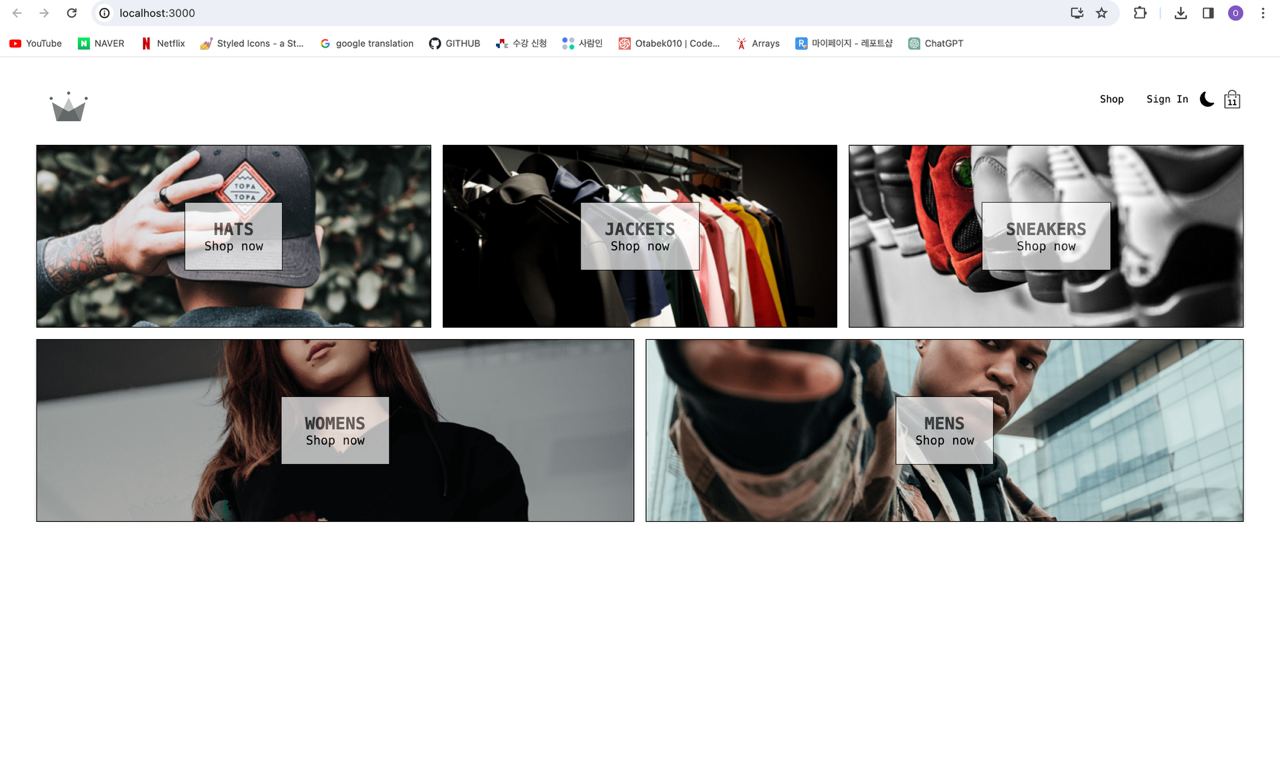 localhost:3000
YouTube NAVER Netflix Styled Icons - a St... google translation GITHUB 수강 신청 사람인 Otabek010 | Code... Arrays 마이페이지 - 레포트샵 ChatGPT
Shop Sign In 11
TOPA
TOPA
HATS
Shop now
JACKETS
Shop now
SNEAKERS
Shop now
WOMENS
Shop now
MENS
Shop now